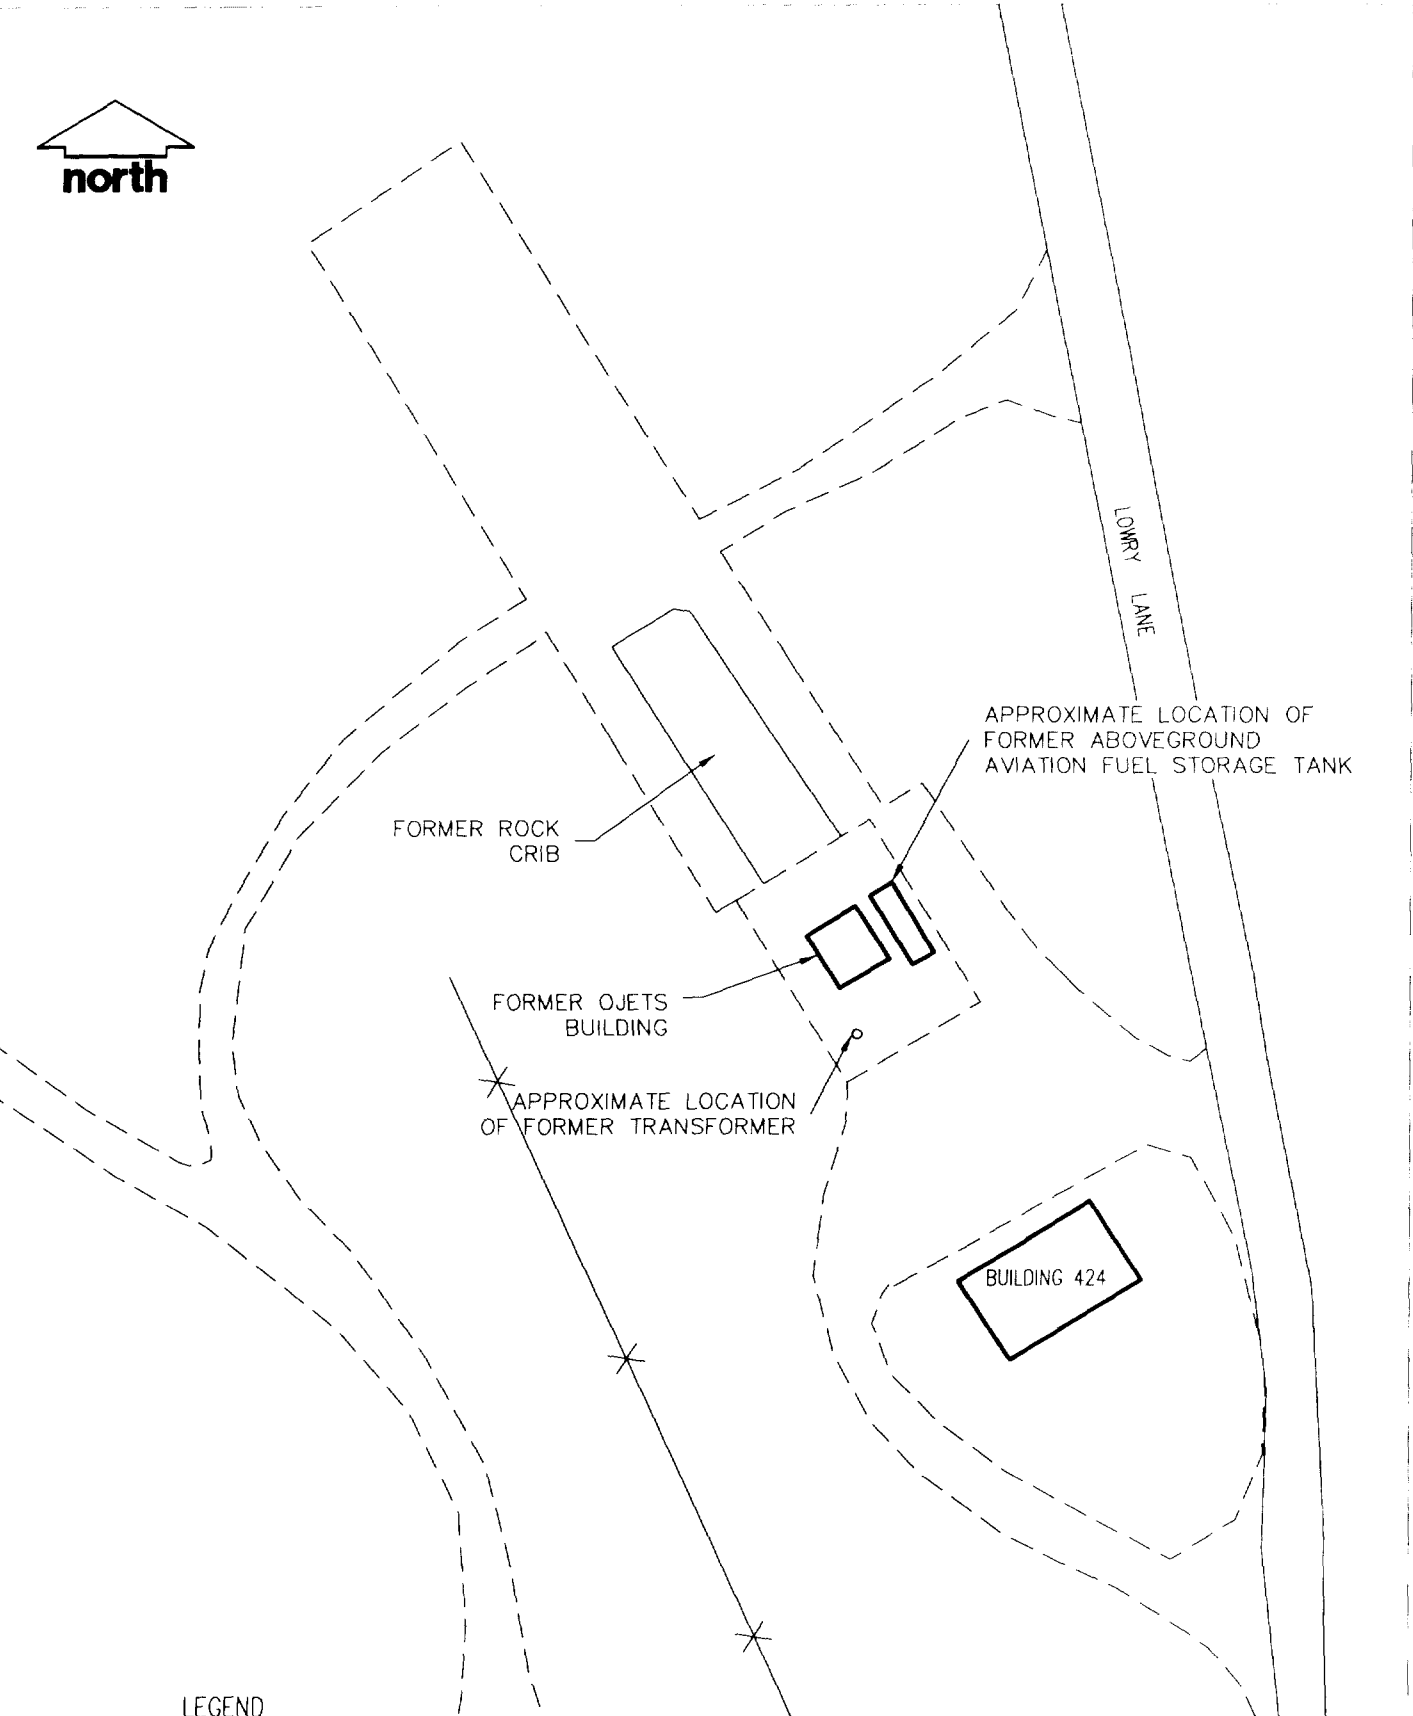 north
LOWRY LANE
APPROXIMATE LOCATION OF
FORMER ABOVEGROUND
AVIATION FUEL STORAGE TANK
FORMER ROCK
CRIB
FORMER OJETS
BUILDING
APPROXIMATE LOCATION
OF FORMER TRANSFORMER
BUILDING 424
LEGEND